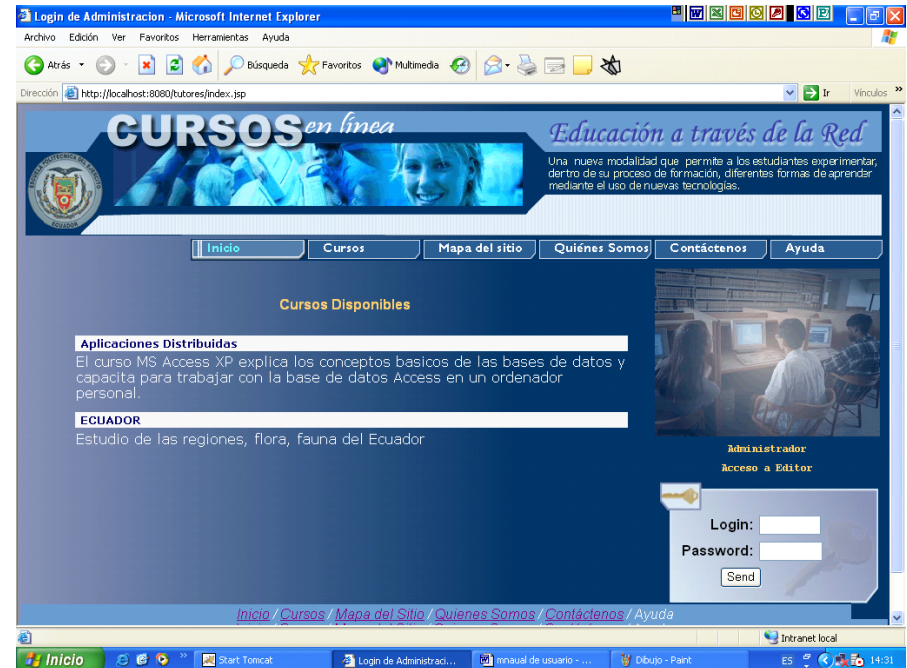 Login de Administracion - Microsoft Internet Explorer
Archivo Edición Ver Favoritos Herramientas Ayuda
Atrás Búsqueda Favoritos Multimedia
Dirección http://localhost:8080/tutores/index.jsp Ir Vínculos »
CURSOS en línea
Educación a través de la Red
Una nueva modalidad que permite a los estudiantes experimentar,
dertro de su proceso de formación, diferentes formas de aprender
mediante el uso de nuevas tecnologías.
ECUADOR
Inicio Cursos Mapa del sitio Quiénes Somos Contáctenos Ayuda
Cursos Disponibles
Aplicaciones Distribuidas
El curso MS Access XP explica los conceptos basicos de las bases de datos y
capacita para trabajar con la base de datos Access en un ordenador
personal.
ECUADOR
Estudio de las regiones, flora, fauna del Ecuador
Administrador
Acceso a Editor
Login:
Password:
Send
Inicio / Cursos / Mapa del Sitio / Quienes Somos / Contáctenos / Ayuda
Intranet local
Inicio » Start Tomcat Login de Administraci... mnaual de usuario - ... Dibujo - Paint ES 14:31